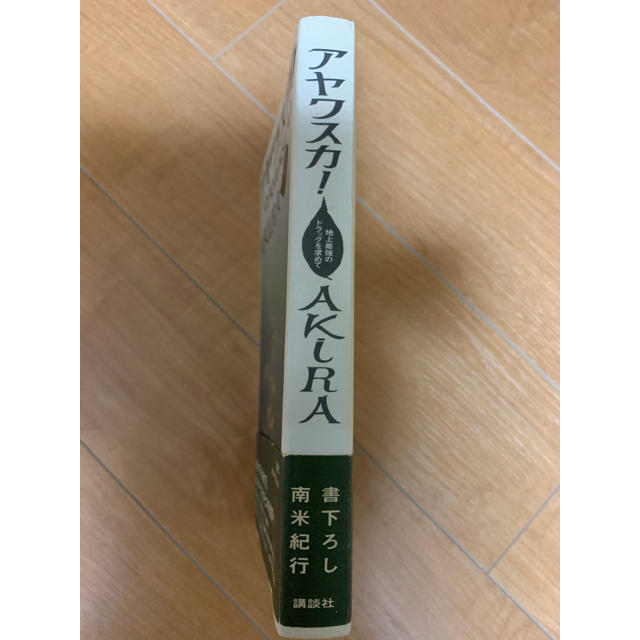 アヤワスカ!
地上最強の
ドラッグを求めて
AKiRA
書下ろし
南米紀行
講談社